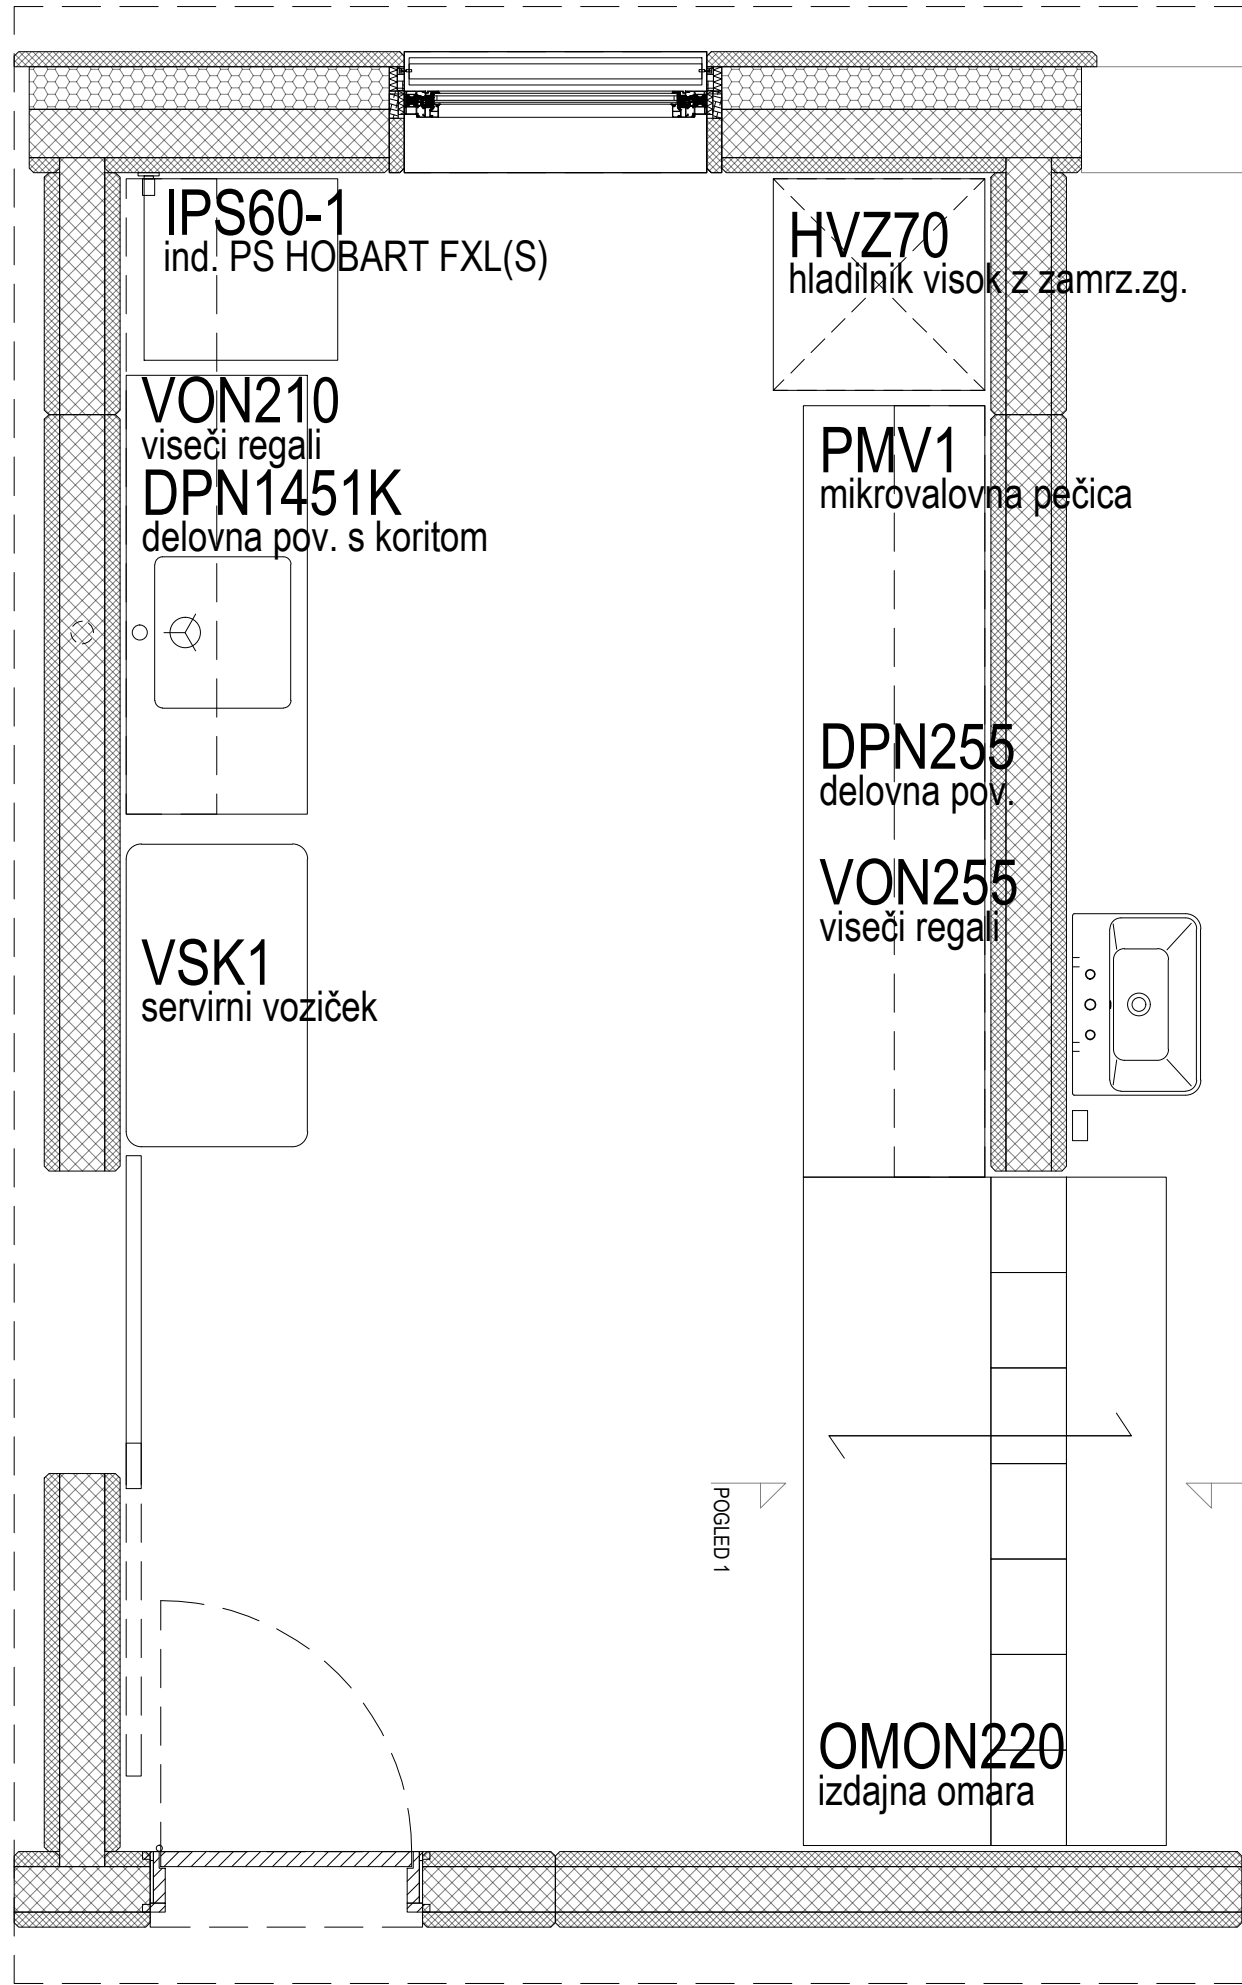 IPS60-1
ind. PS HOBART FXL(S)
HVZ70
hladilnik visok z zamrz.zg.
VON210
viseči regali
DPN1451K
delovna pov. s koritom
PMV1
mikrovalovna pečica
DPN255
delovna pov.
VON255
viseči regali
VSK1
servirni voziček
POGLED 1
OMON220
izdajna omara